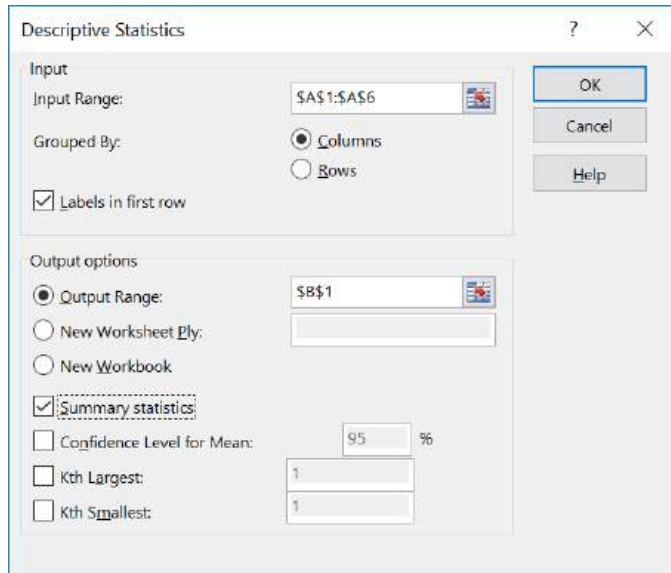 Descriptive Statistics ? ×
Input
Input Range: $A$1:$A$6
Grouped By: Columns
Rows
Labels in first row
OK
Cancel
Help
Output options
Output Range: $B$1
New Worksheet Ply:
New Workbook
Summary statistics
Confidence Level for Mean: 95 %
Kth Largest: 1
Kth Smallest: 1